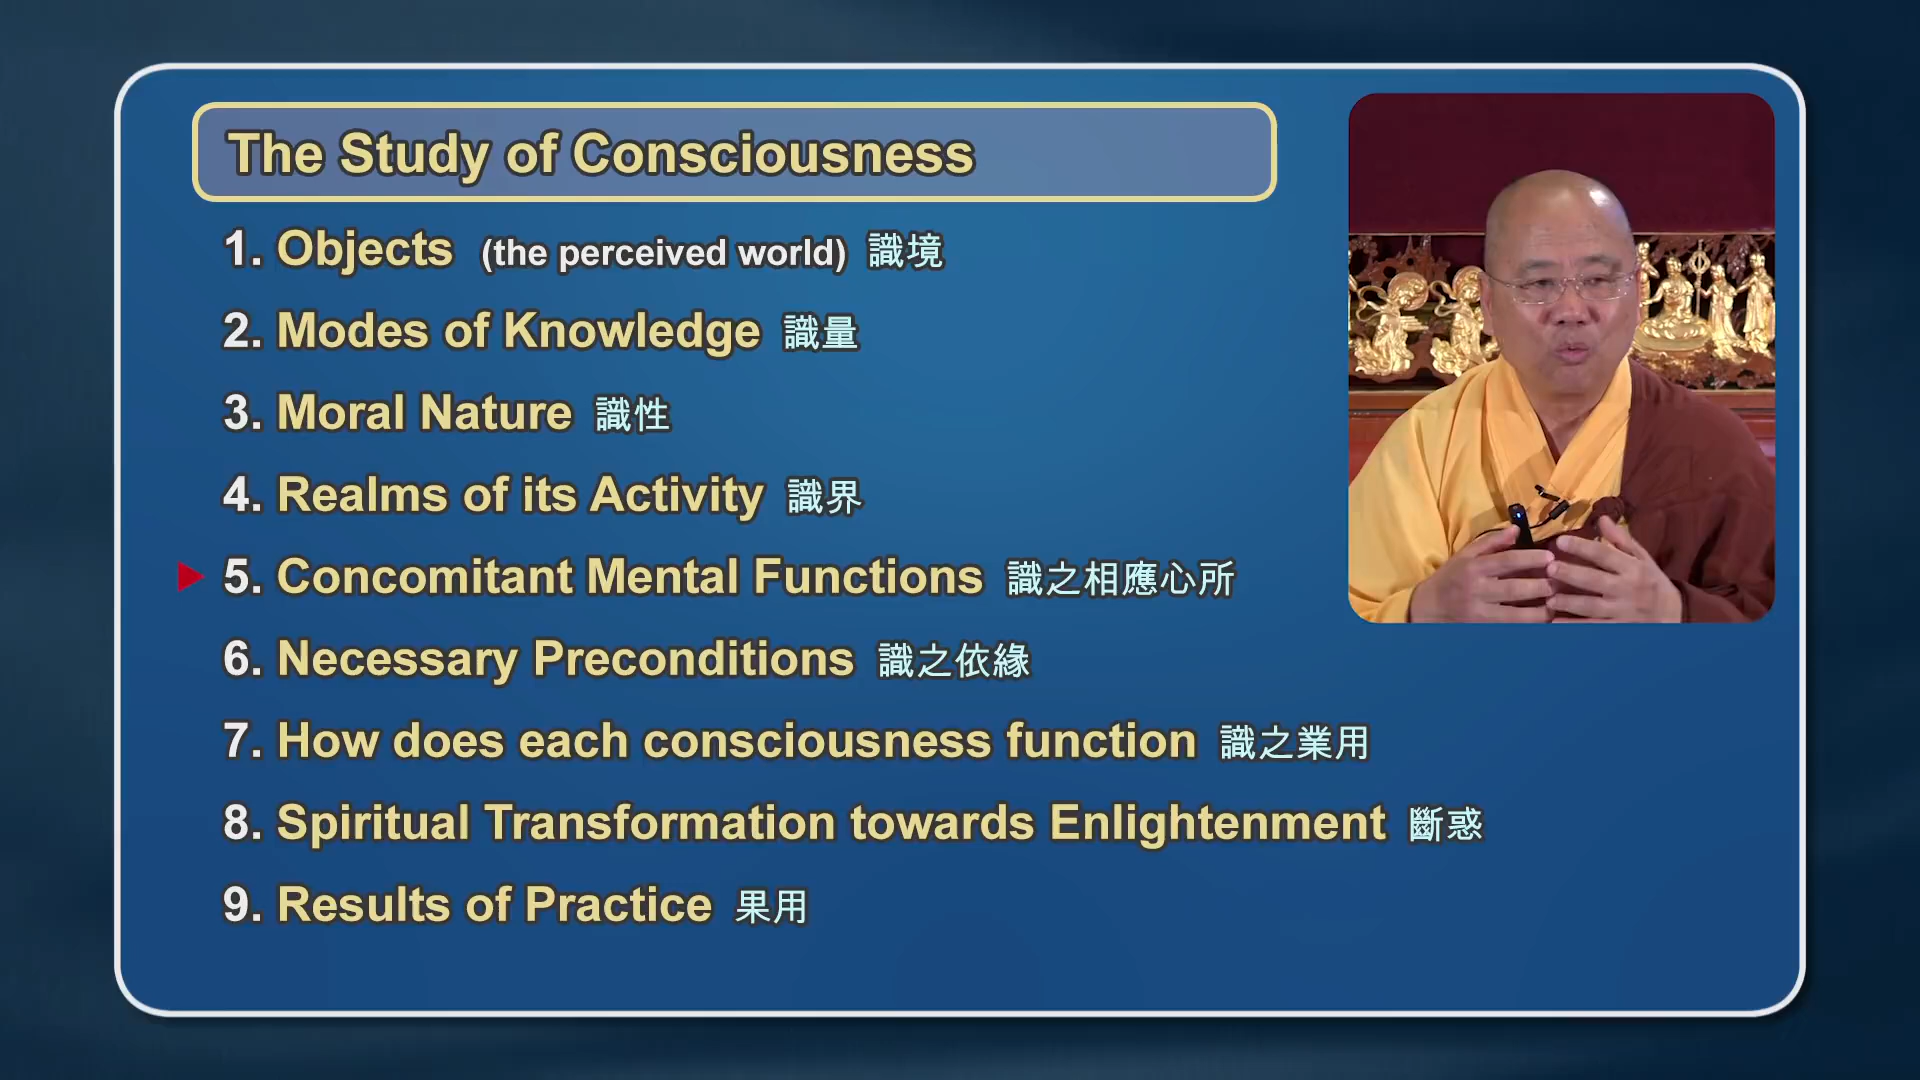 The Study of Consciousness
1. Objects (the perceived world) 識境
2. Modes of Knowledge 識量
3. Moral Nature 識性
4. Realms of its Activity 識界
5. Concomitant Mental Functions 識之相應心所
6. Necessary Preconditions 識之依緣
7. How does each consciousness function 識之業用
8. Spiritual Transformation towards Enlightenment 斷惑
9. Results of Practice 果用